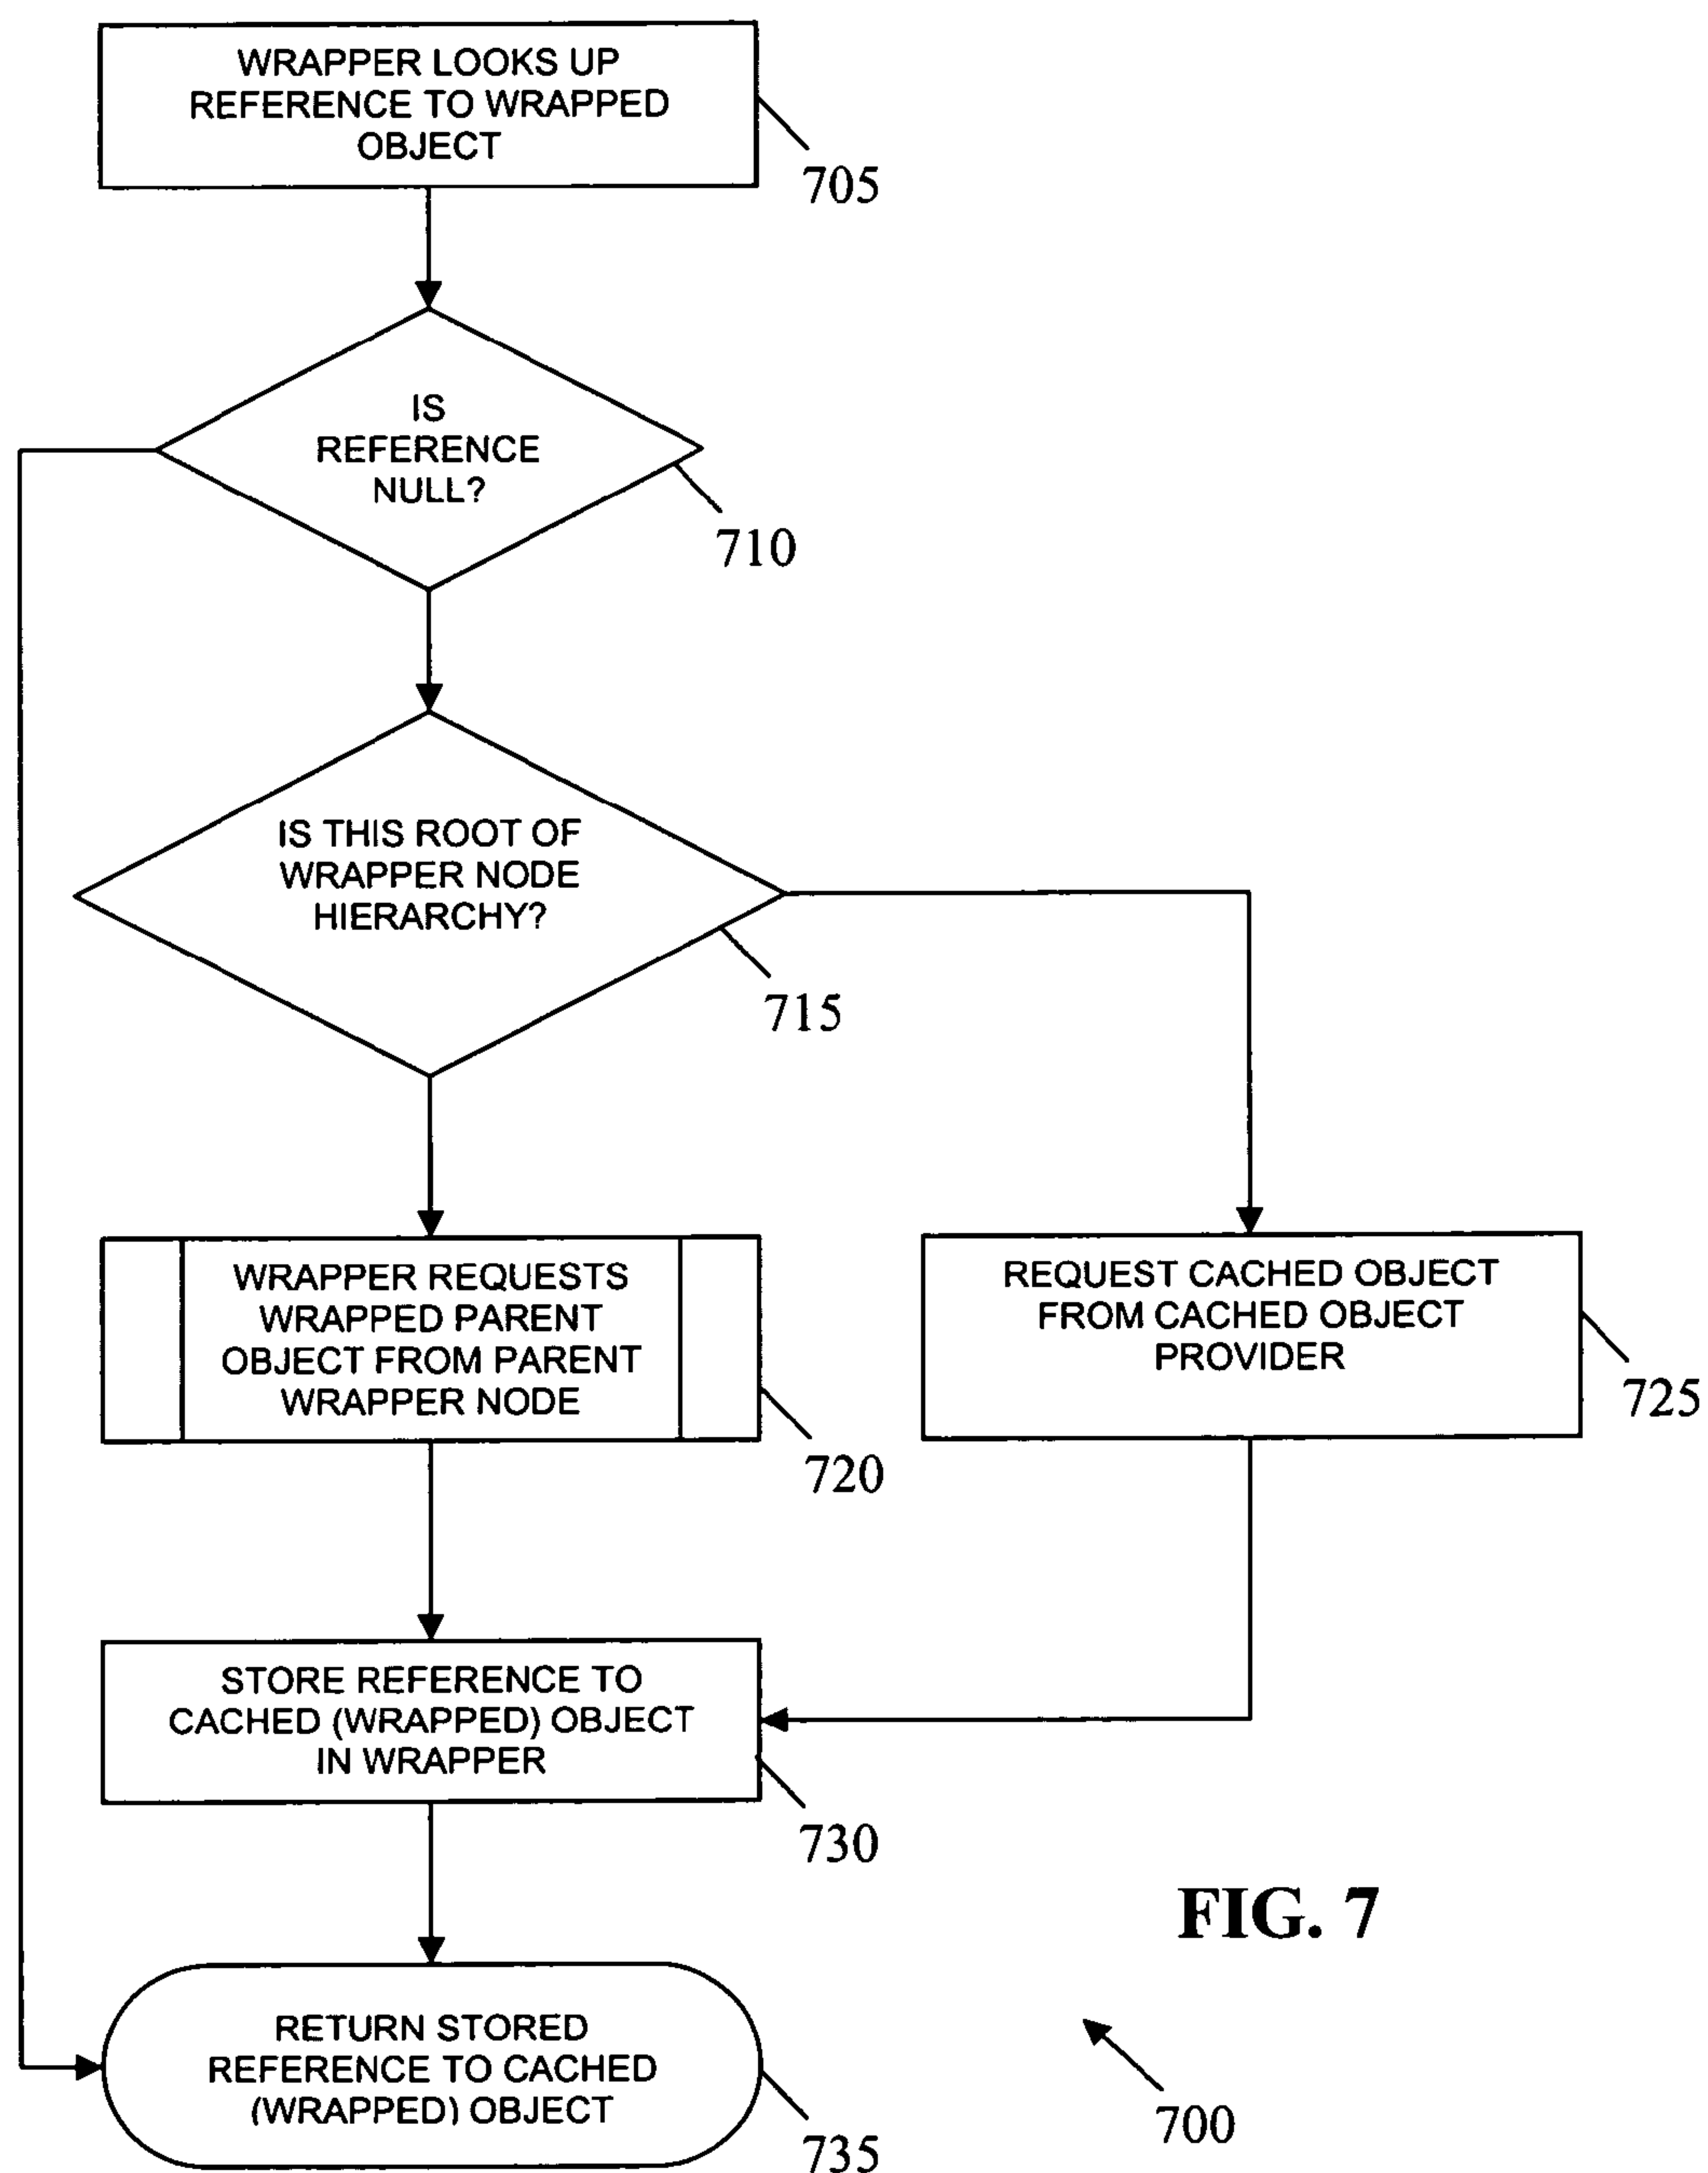 WRAPPER LOOKS UP
REFERENCE TO WRAPPED
OBJECT
705
IS
REFERENCE
NULL?
710
IS THIS ROOT OF
WRAPPER NODE
HIERARCHY?
715
WRAPPER REQUESTS
WRAPPED PARENT
OBJECT FROM PARENT
WRAPPER NODE
720
REQUEST CACHED OBJECT
FROM CACHED OBJECT
PROVIDER
725
STORE REFERENCE TO
CACHED (WRAPPED) OBJECT
IN WRAPPER
730
FIG. 7
RETURN STORED
REFERENCE TO CACHED
(WRAPPED) OBJECT
735
700